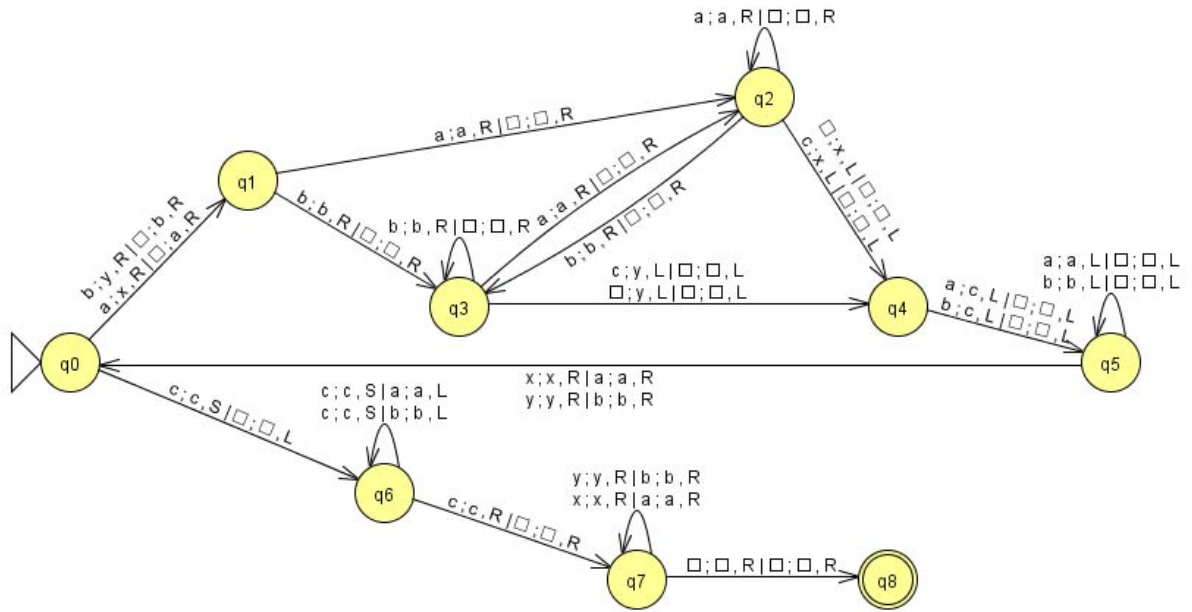 a ; a , R | □ ; □ , R
q2
a ; a , R | □ ; □ , R
□ ; x , L | □ ; □ , L
c ; x , L | □ ; □ , L
q1
a ; a , R | □ ; □ , R
b ; b , R | □ ; □ , R
b ; b , R | □ ; □ , R
b ; b , R | □ ; □ , R
b ; y , R | □ ; b , R
a ; x , R | □ ; a , R
c ; y , L | □ ; □ , L
□ ; y , L | □ ; □ , L
a ; a , L | □ ; □ , L
b ; b , L | □ ; □ , L
a ; c , L | □ ; □ , L
b ; c , L | □ ; □ , L
q3
q4
q0
q5
x ; x , R | a ; a , R
y ; y , R | b ; b , R
c ; c , S | a ; a , L
c ; c , S | b ; b , L
c ; c , S | □ ; □ , L
q6
y ; y , R | b ; b , R
x ; x , R | a ; a , R
c ; c , R | □ ; □ , R
□ ; □ , R | □ ; □ , R
q7
q8